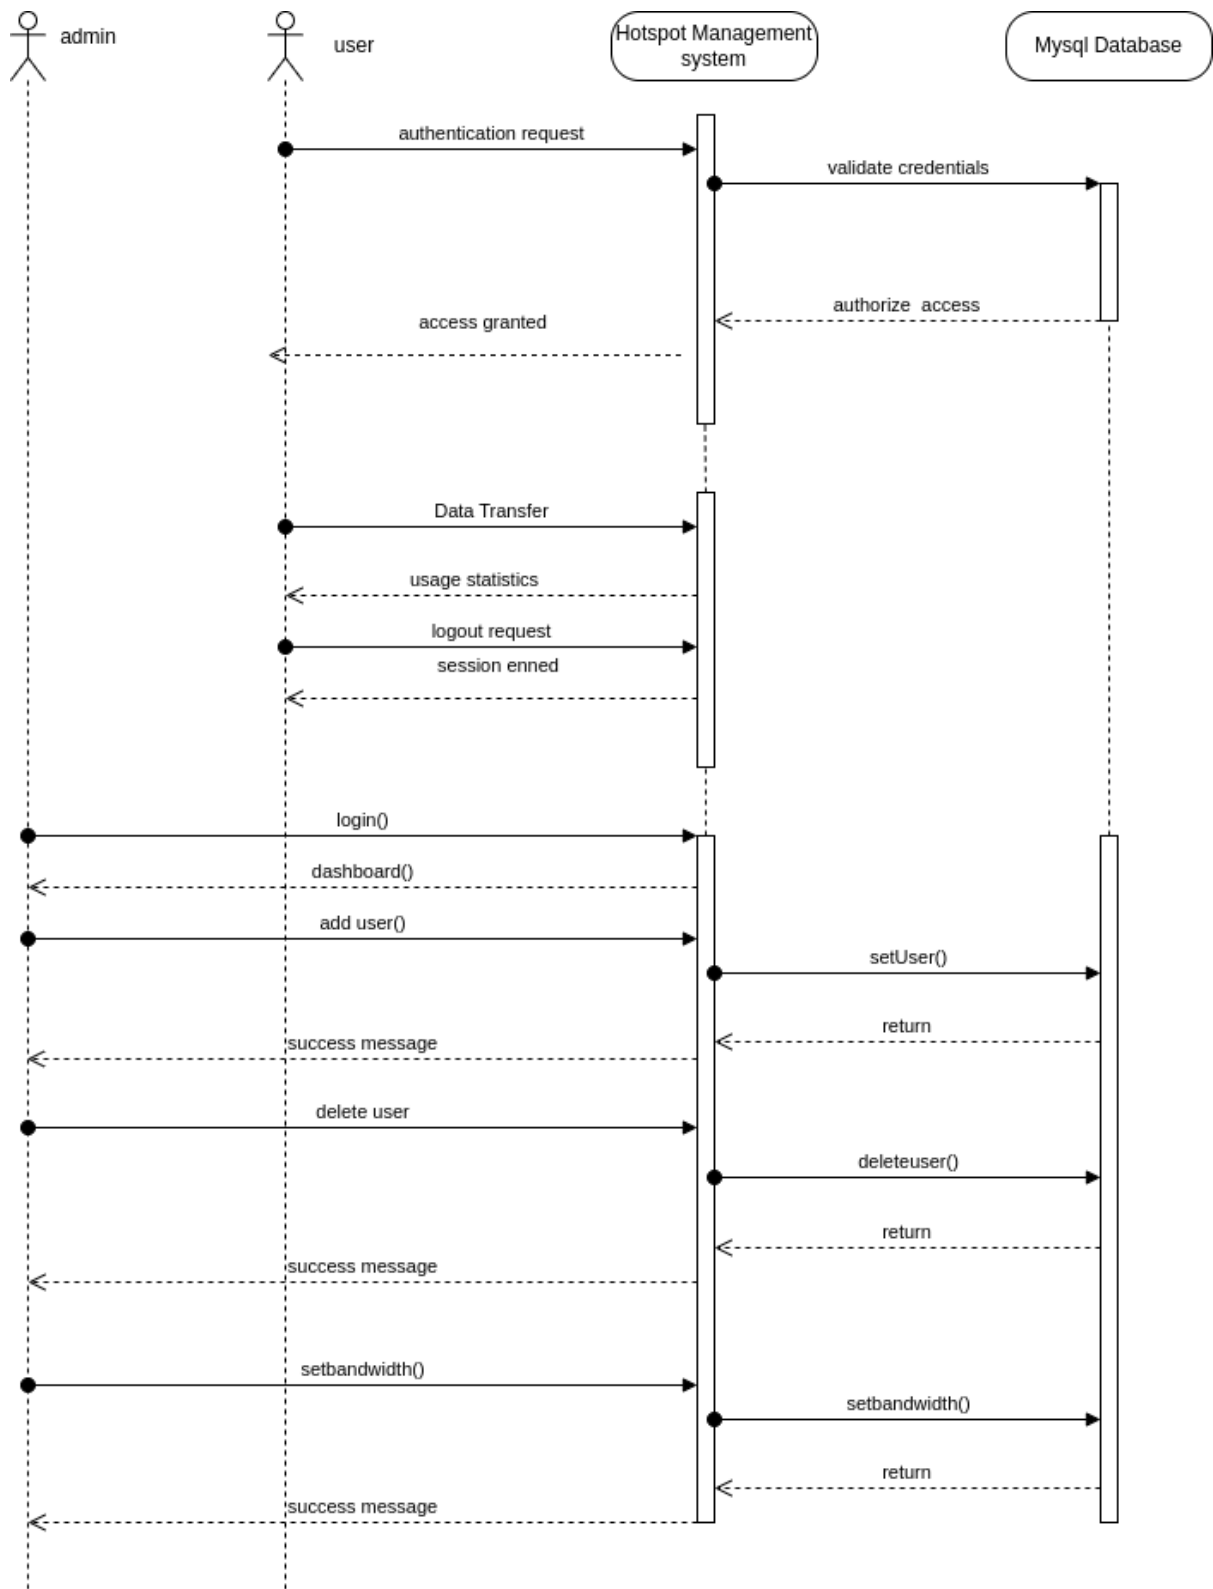 admin
user
Hotspot Management
system
Mysql Database
authentication request
validate credentials
authorize  access
access granted
Data Transfer
usage statistics
logout request
session enned
login()
dashboard()
add user()
setUser()
return
success message
delete user
deleteuser()
return
success message
setbandwidth()
setbandwidth()
return
success message